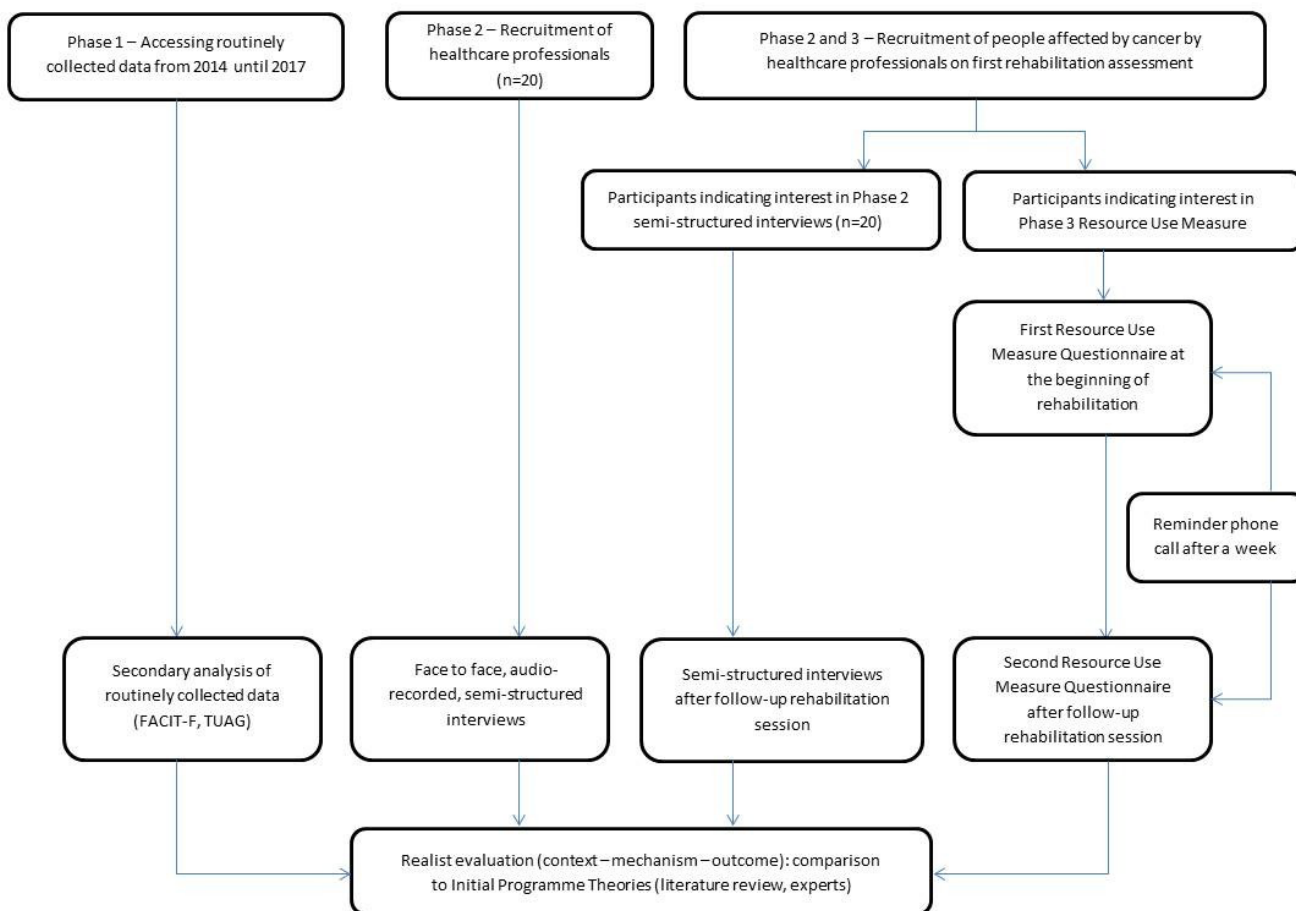 Phase 1 – Accessing routinely
collected data from 2014 until 2017
Phase 2 – Recruitment of
healthcare professionals
(n=20)
Phase 2 and 3 – Recruitment of people affected by cancer by
healthcare professionals on first rehabilitation assessment
Participants indicating interest in Phase 2
semi-structured interviews (n=20)
Participants indicating interest in
Phase 3 Resource Use Measure
First Resource Use
Measure Questionnaire at
the beginning of
rehabilitation
Reminder phone
call after a week
Secondary analysis of
routinely collected data
(FACIT-F, TUAG)
Face to face, audio-
recorded, semi-structured
interviews
Semi-structured interviews
after follow-up rehabilitation
session
Second Resource Use
Measure Questionnaire
after follow-up
rehabilitation session
Realist evaluation (context – mechanism – outcome): comparison
to Initial Programme Theories (literature review, experts)